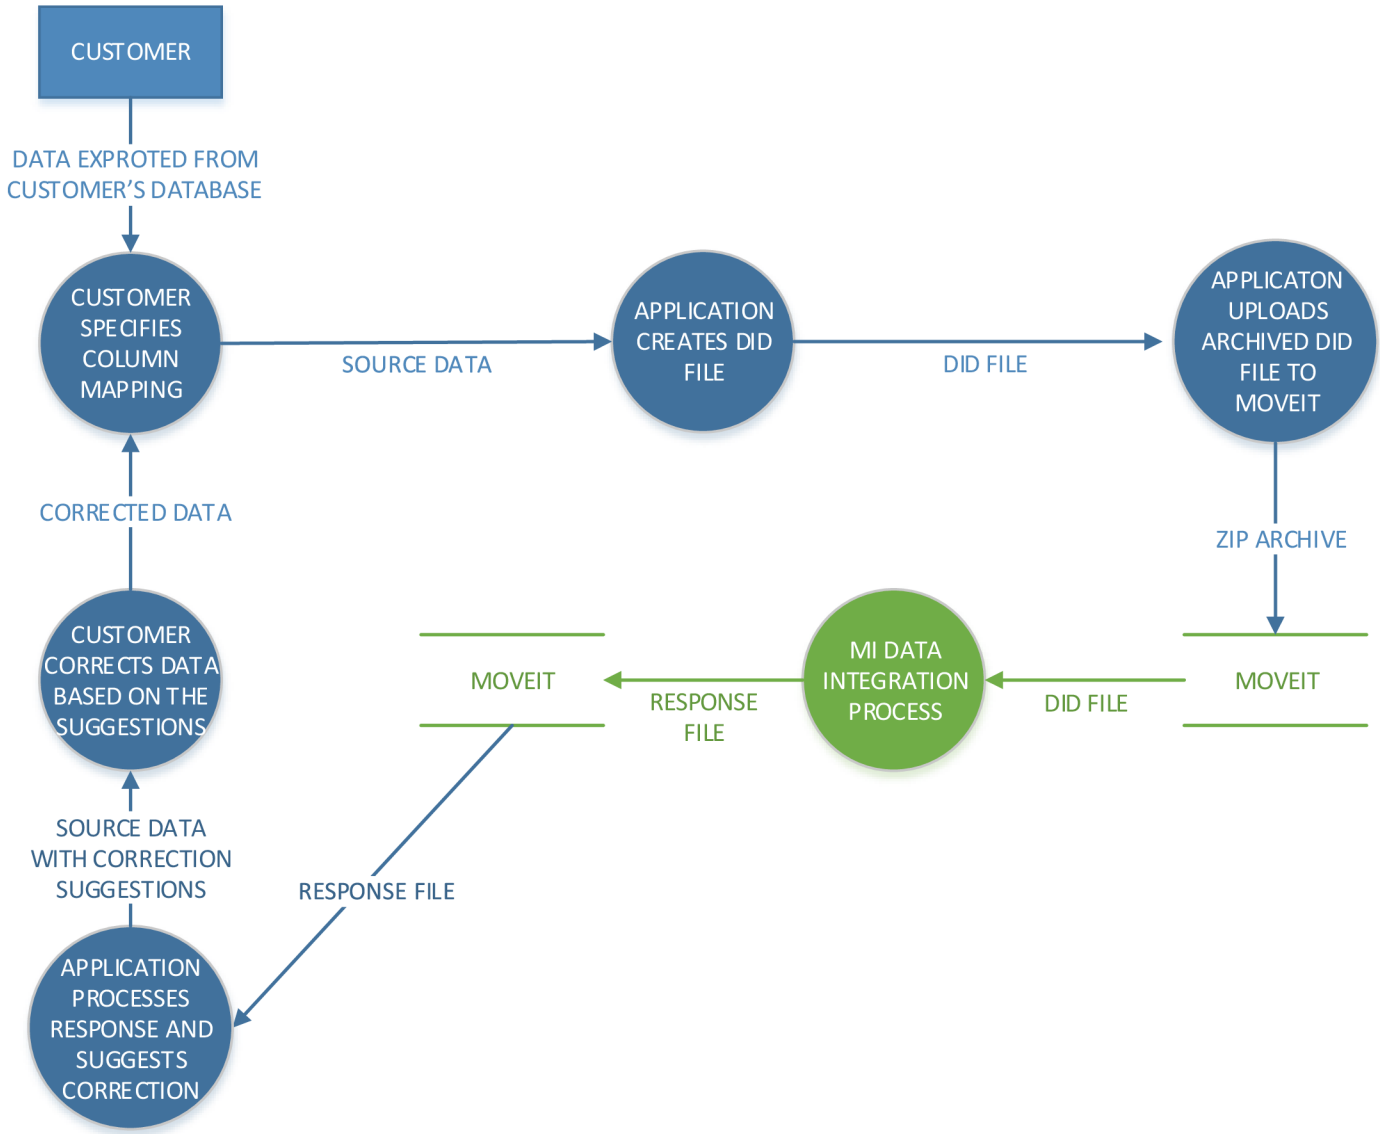 CUSTOMER
DATA EXPROTED FROM
CUSTOMER'S DATABASE
CUSTOMER
SPECIFIES
COLUMN
MAPPING
SOURCE DATA
APPLICATION
CREATES DID
FILE
DID FILE
APPLICATON
UPLOADS
ARCHIVED DID
FILE TO
MOVEIT
CORRECTED DATA
ZIP ARCHIVE
CUSTOMER
CORRECTS DATA
BASED ON THE
SUGGESTIONS
MOVEIT
RESPONSE
FILE
MI DATA
INTEGRATION
PROCESS
DID FILE
MOVEIT
SOURCE DATA
WITH CORRECTION
SUGGESTIONS
RESPONSE FILE
APPLICATION
PROCESSES
RESPONSE AND
SUGGESTS
CORRECTION